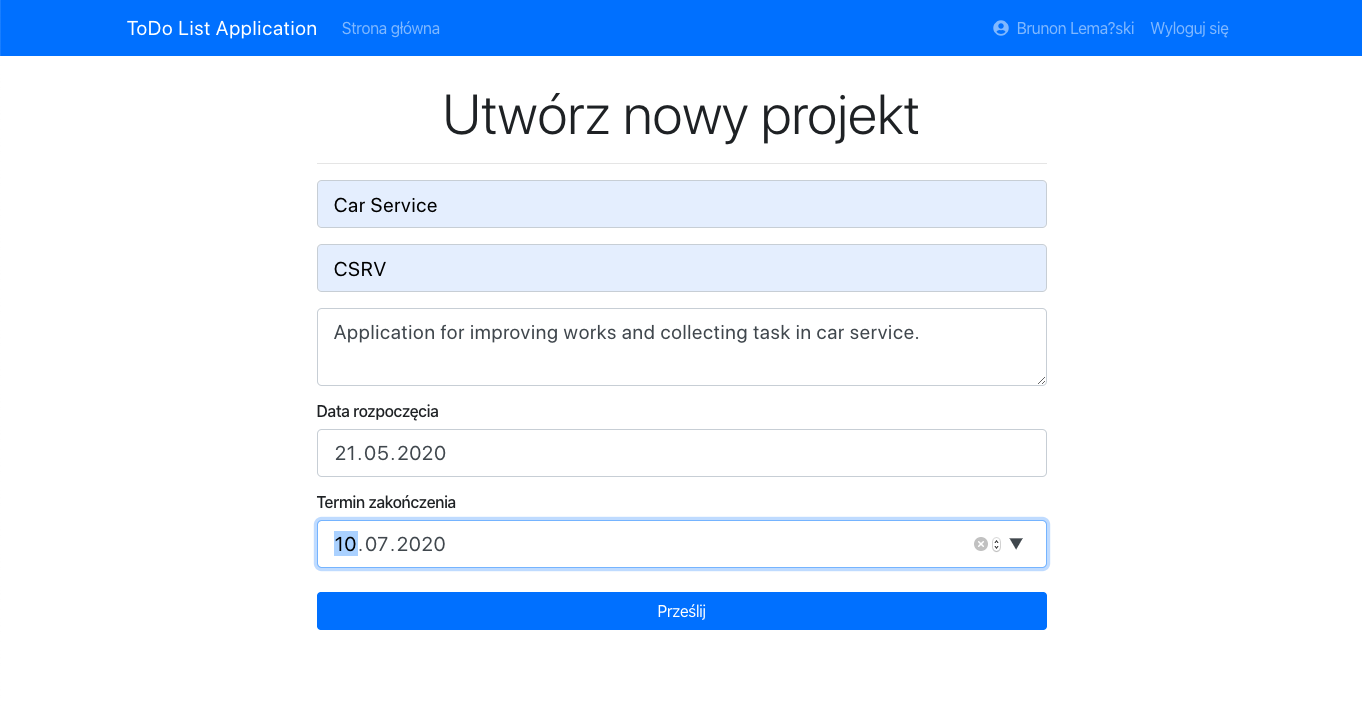 ToDo List Application Strona główna Brunon Lema?ski Wyloguj się
Utwórz nowy projekt
Car Service
CSRV
Application for improving works and collecting task in car service.
Data rozpoczęcia
21.05.2020
Termin zakończenia
10.07.2020
Prześlij